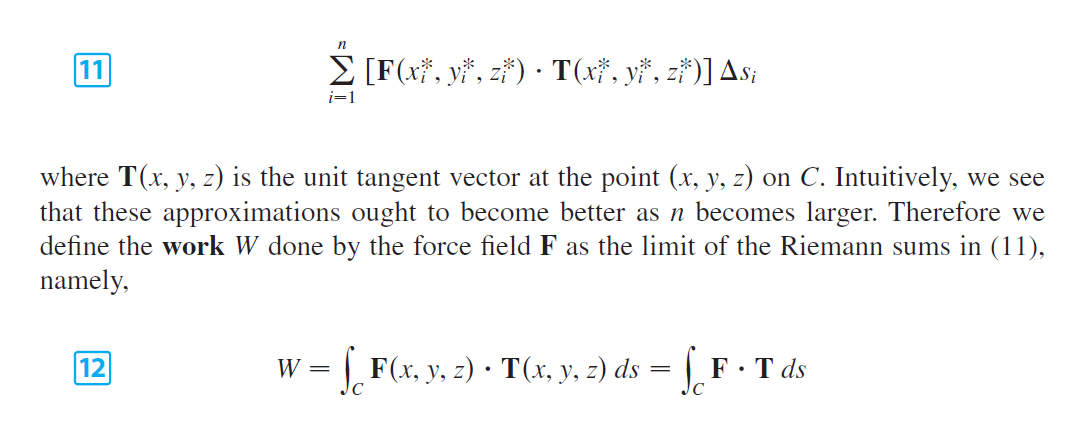 11 $\sum_{i=1}^{n} [\mathbf{F}(x_i^*, y_i^*, z_i^*) \cdot \mathbf{T}(x_i^*, y_i^*, z_i^*)] \Delta s_i$
where **T**(x, y, z) is the unit tangent vector at the point (x, y, z) on C. Intuitively, we see
that these approximations ought to become better as n becomes larger. Therefore we
define the **work** W done by the force field **F** as the limit of the Riemann sums in (11),
namely,
12 $W = \int_C \mathbf{F}(x, y, z) \cdot \mathbf{T}(x, y, z) \, ds = \int_C \mathbf{F} \cdot \mathbf{T} \, ds$